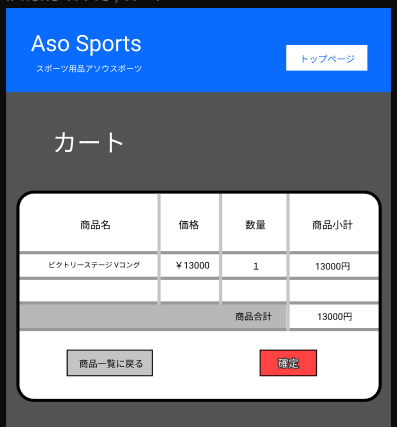 Aso Sports
スポーツ用品アソウスポーツ
トップページ
カート
商品名 価格 数量 商品小計
ビクトリーステージ Vコング ￥13000 1 13000円
商品合計 13000円
商品一覧に戻る 確定